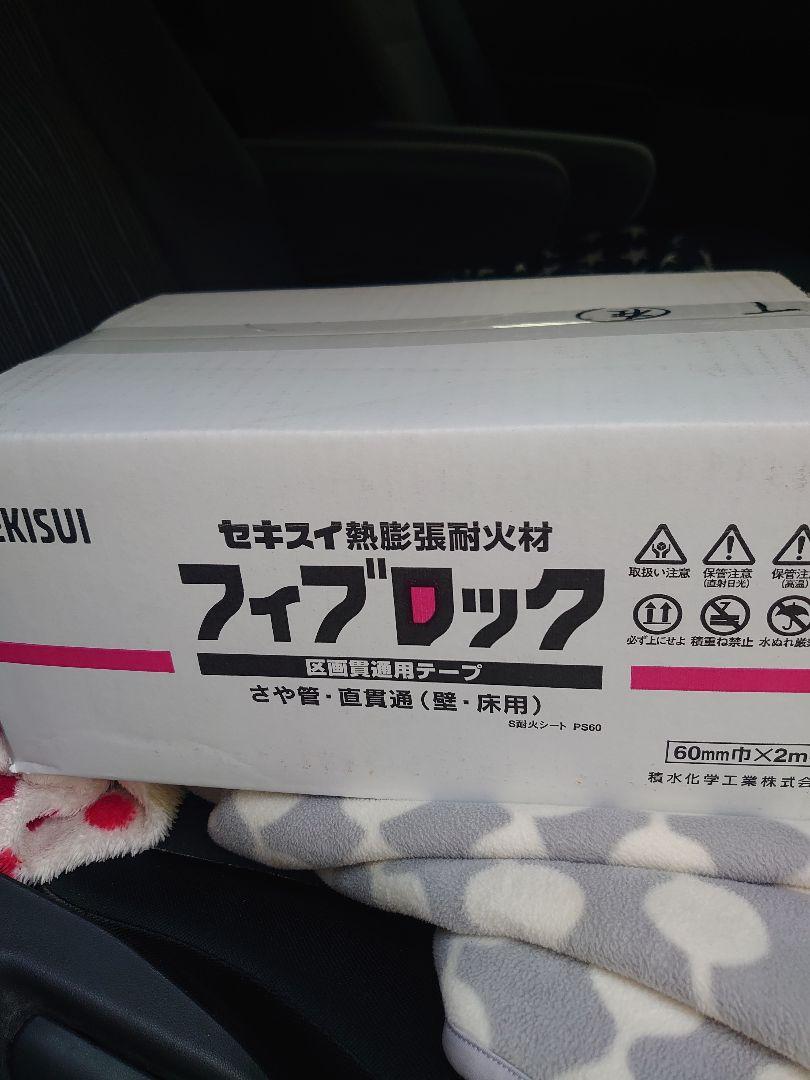 在
EKISUI
セキスイ熱膨張耐火材
フィブロック
区画貫通用テープ
さや管・直貫通(壁・床用)
S耐火シート PS60
取扱い注意 保管注意 保管注
(直射日光) (高温)
必ず上にせよ 積重ね禁止 水ぬれ厳
60mm巾×2m
積水化学工業株式会